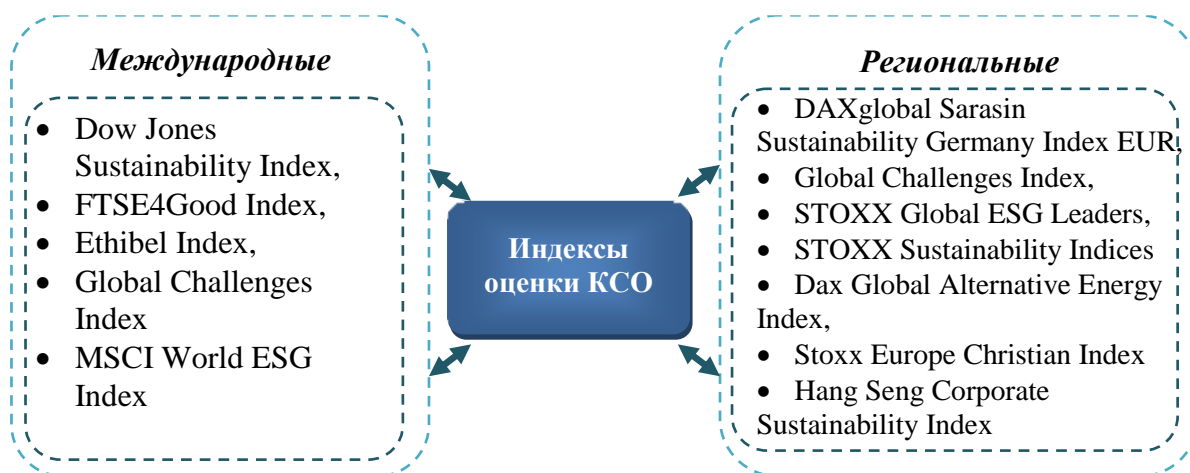 Международные
• Dow Jones
Sustainability Index,
• FTSE4Good Index,
• Ethibel Index,
• Global Challenges
Index
• MSCI World ESG
Index
Индексы
оценки КСО
Региональные
• DAXglobal Sarasin
Sustainability Germany Index EUR,
• Global Challenges Index,
• STOXX Global ESG Leaders,
• STOXX Sustainability Indices
• Dax Global Alternative Energy
Index,
• Stoxx Europe Christian Index
• Hang Seng Corporate
Sustainability Index